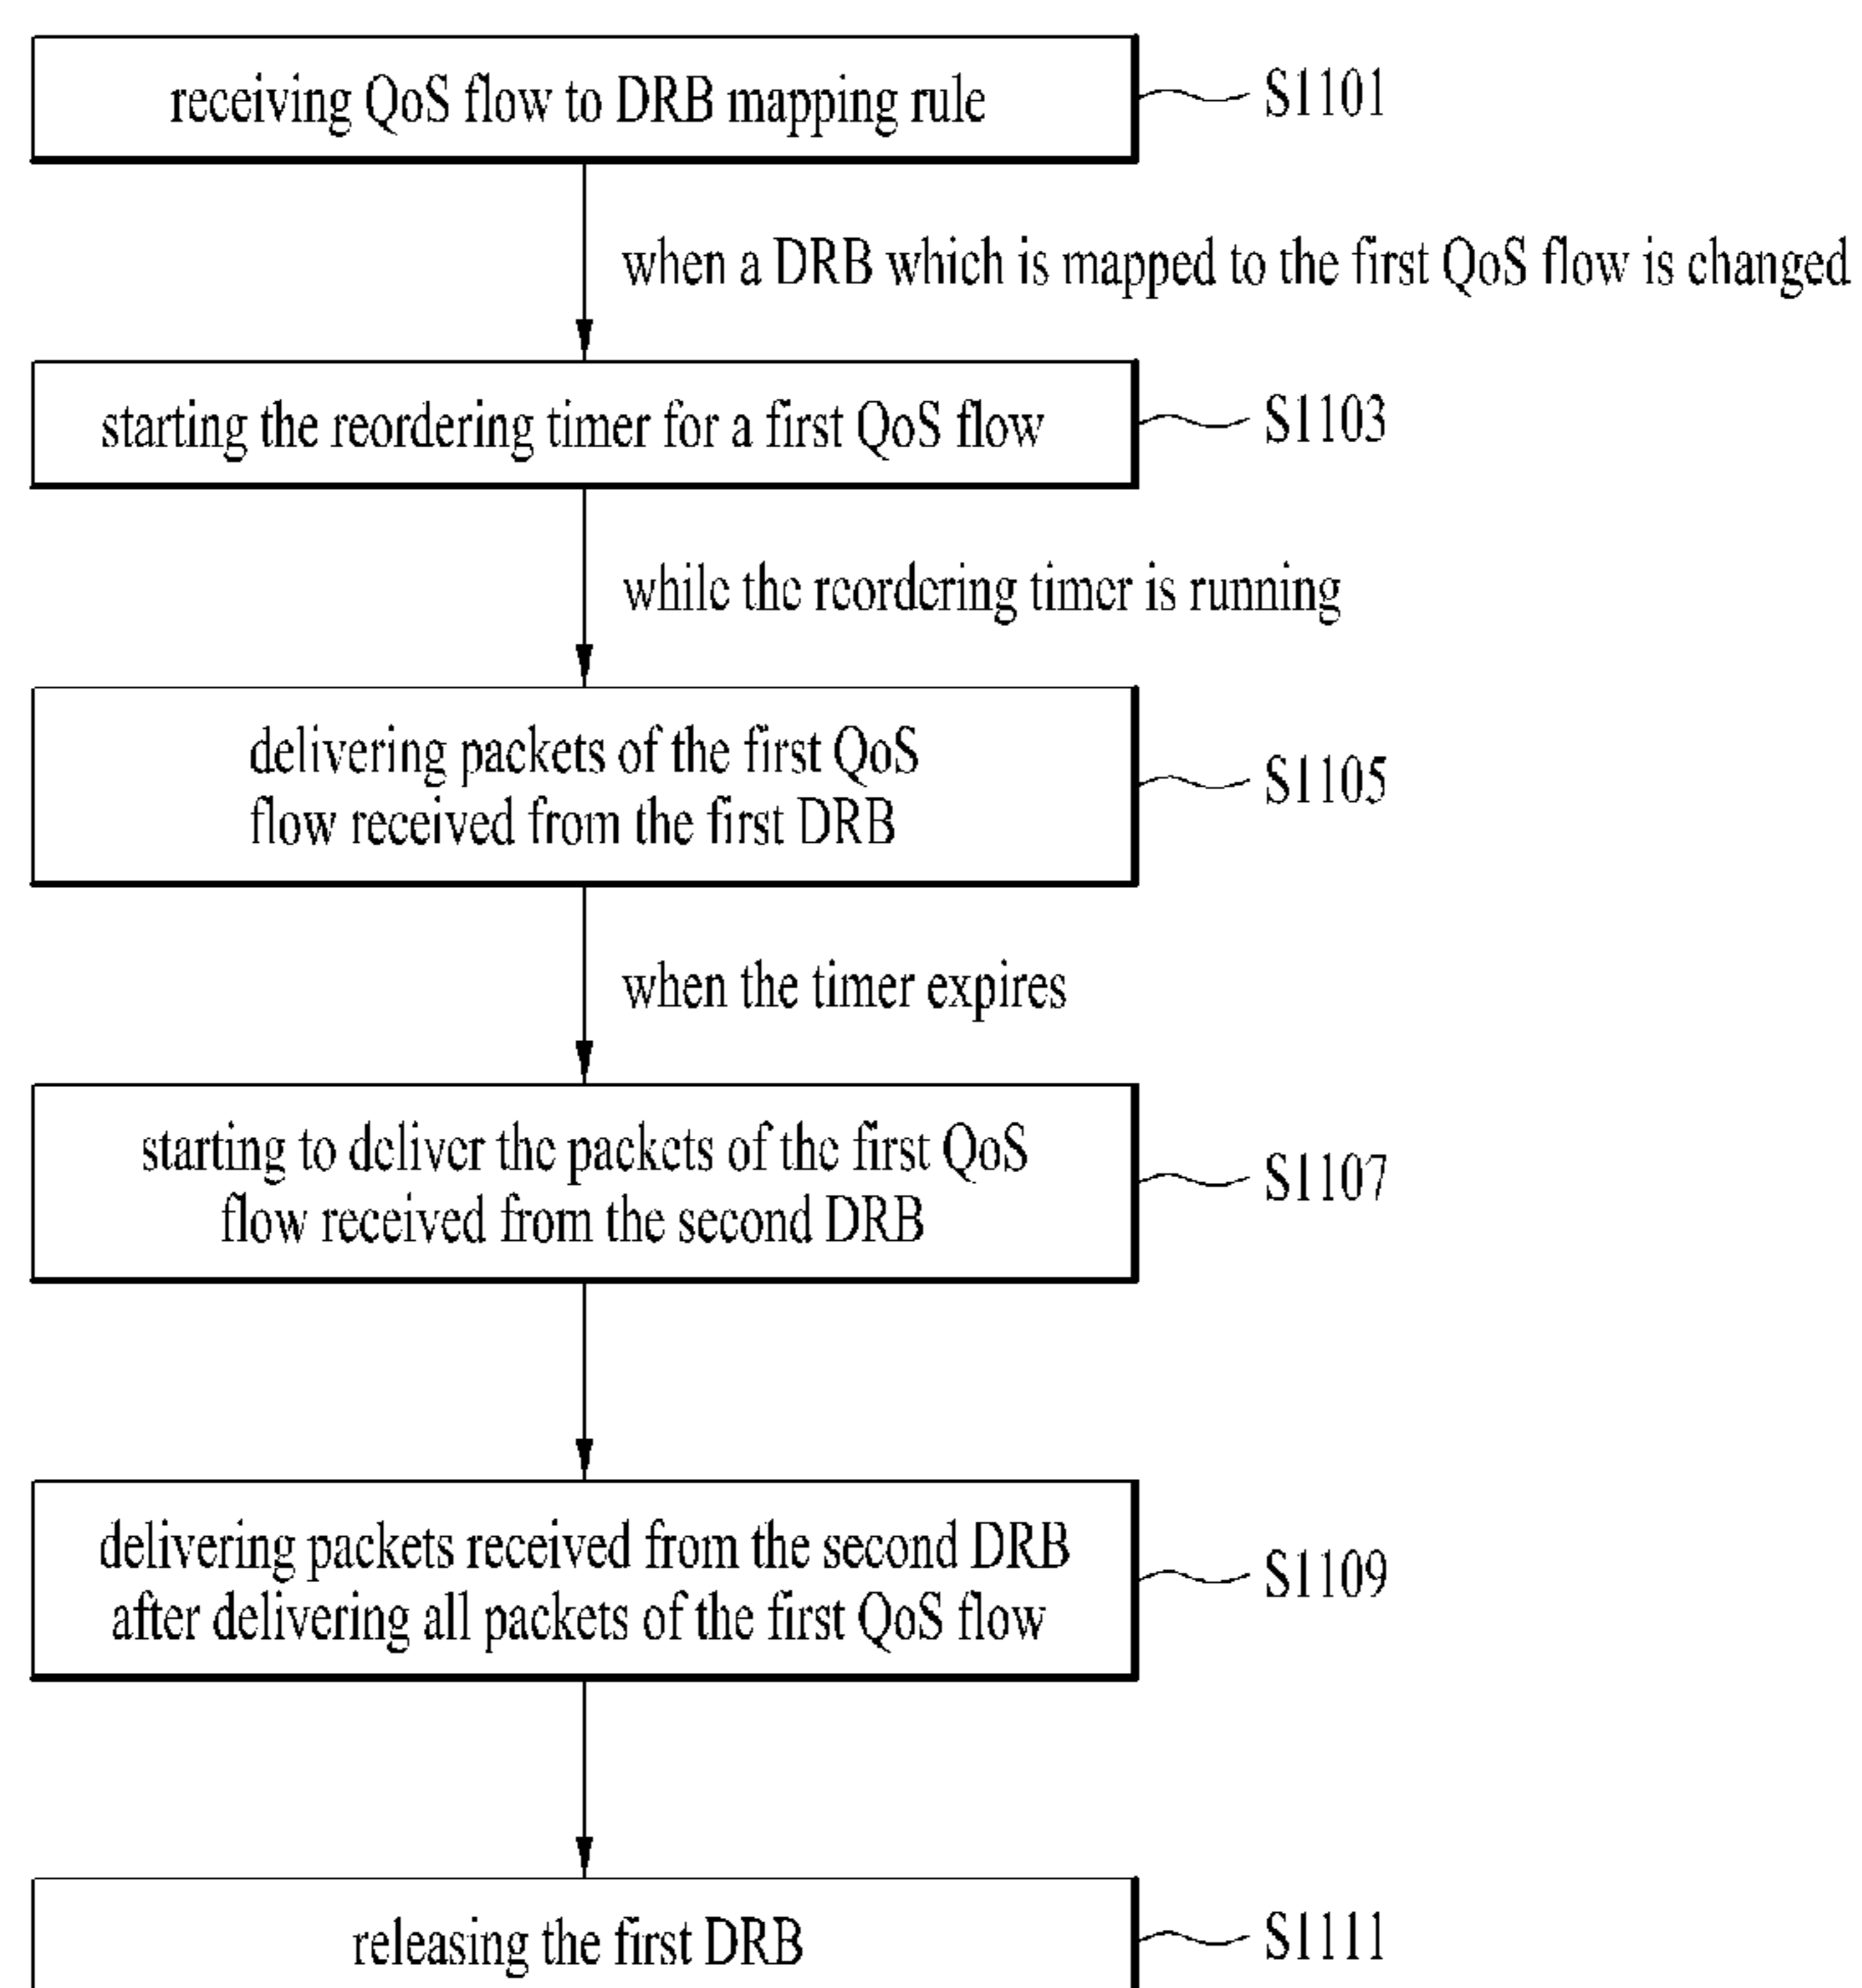 receiving QoS flow to DRB mapping rule
S1101
when a DRB which is mapped to the first QoS flow is changed
starting the reordering timer for a first QoS flow
S1103
while the reordering timer is running
delivering packets of the first QoS
flow received from the first DRB
S1105
when the timer expires
starting to deliver the packets of the first QoS
flow received from the second DRB
S1107
delivering packets received from the second DRB
after delivering all packets of the first QoS flow
S1109
releasing the first DRB
S1111